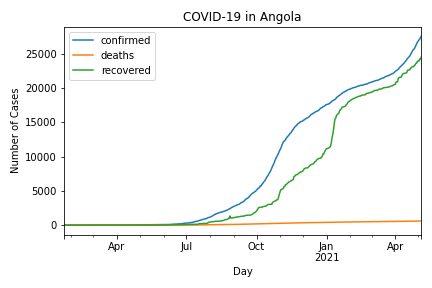 COVID-19 in Angola
confirmed
deaths
recovered
Number of Cases
25000
20000
15000
10000
5000
0
Apr
Jul
Oct
Jan
2021
Apr
Day